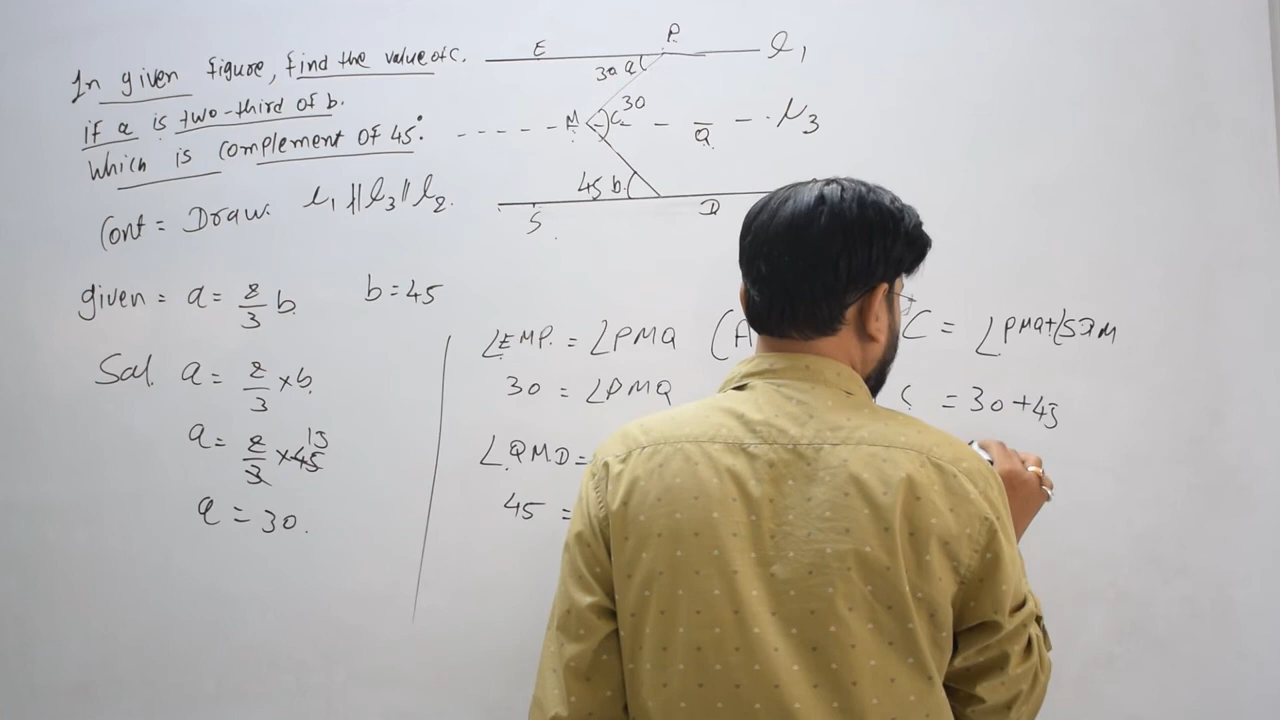 In given figure, find the value of c.
if a is two-third of b.
which is complement of 45°.
Cont = Draw. l₁ || l₃ || l₂.
E P. l₁
30 a
30
M C Q
3
45 b.
S D
given = a = 2/3 b. b = 45
Sol. a = 2/3 × b.
a = 2/3 × 45 15
a = 30.
∠EMP. = ∠PMQ (A
30 = ∠PMQ
∠QMD =
45 =
C = ∠PMQ+∠SDM
C = 30 + 45